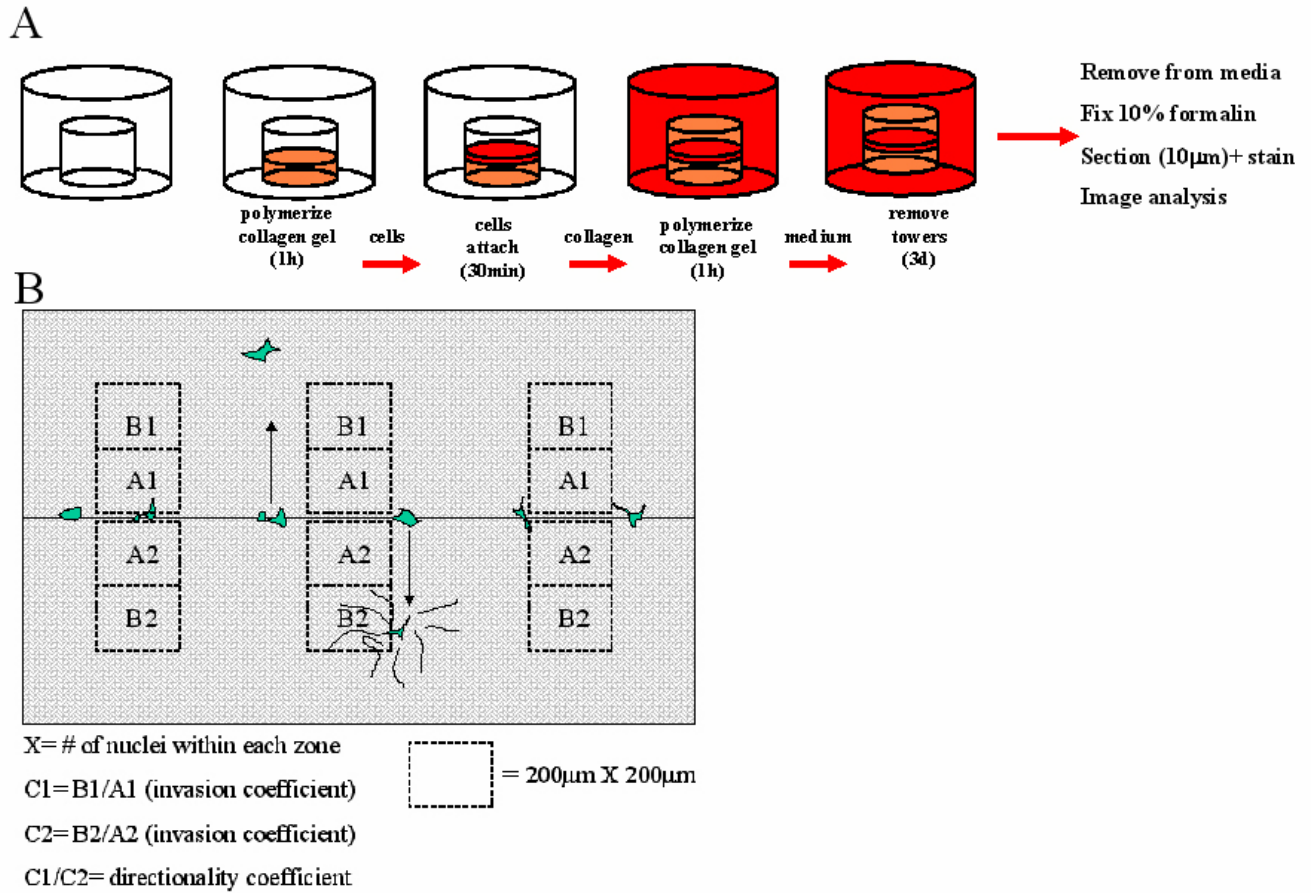 A
Remove from media
Fix 10% formalin
Section (10µm)+ stain
Image analysis
polymerize
collagen gel
(1h)
cells
cells
attach
(30min)
collagen
polymerize
collagen gel
(1h)
medium
remove
towers
(3d)
B
B1
B1
B1
A1
A1
A1
A2
A2
A2
B2
B2
B2
X= # of nuclei within each zone
C1=B1/A1 (invasion coefficient)
C2=B2/A2 (invasion coefficient)
C1/C2= directionality coefficient
= 200µm X 200µm